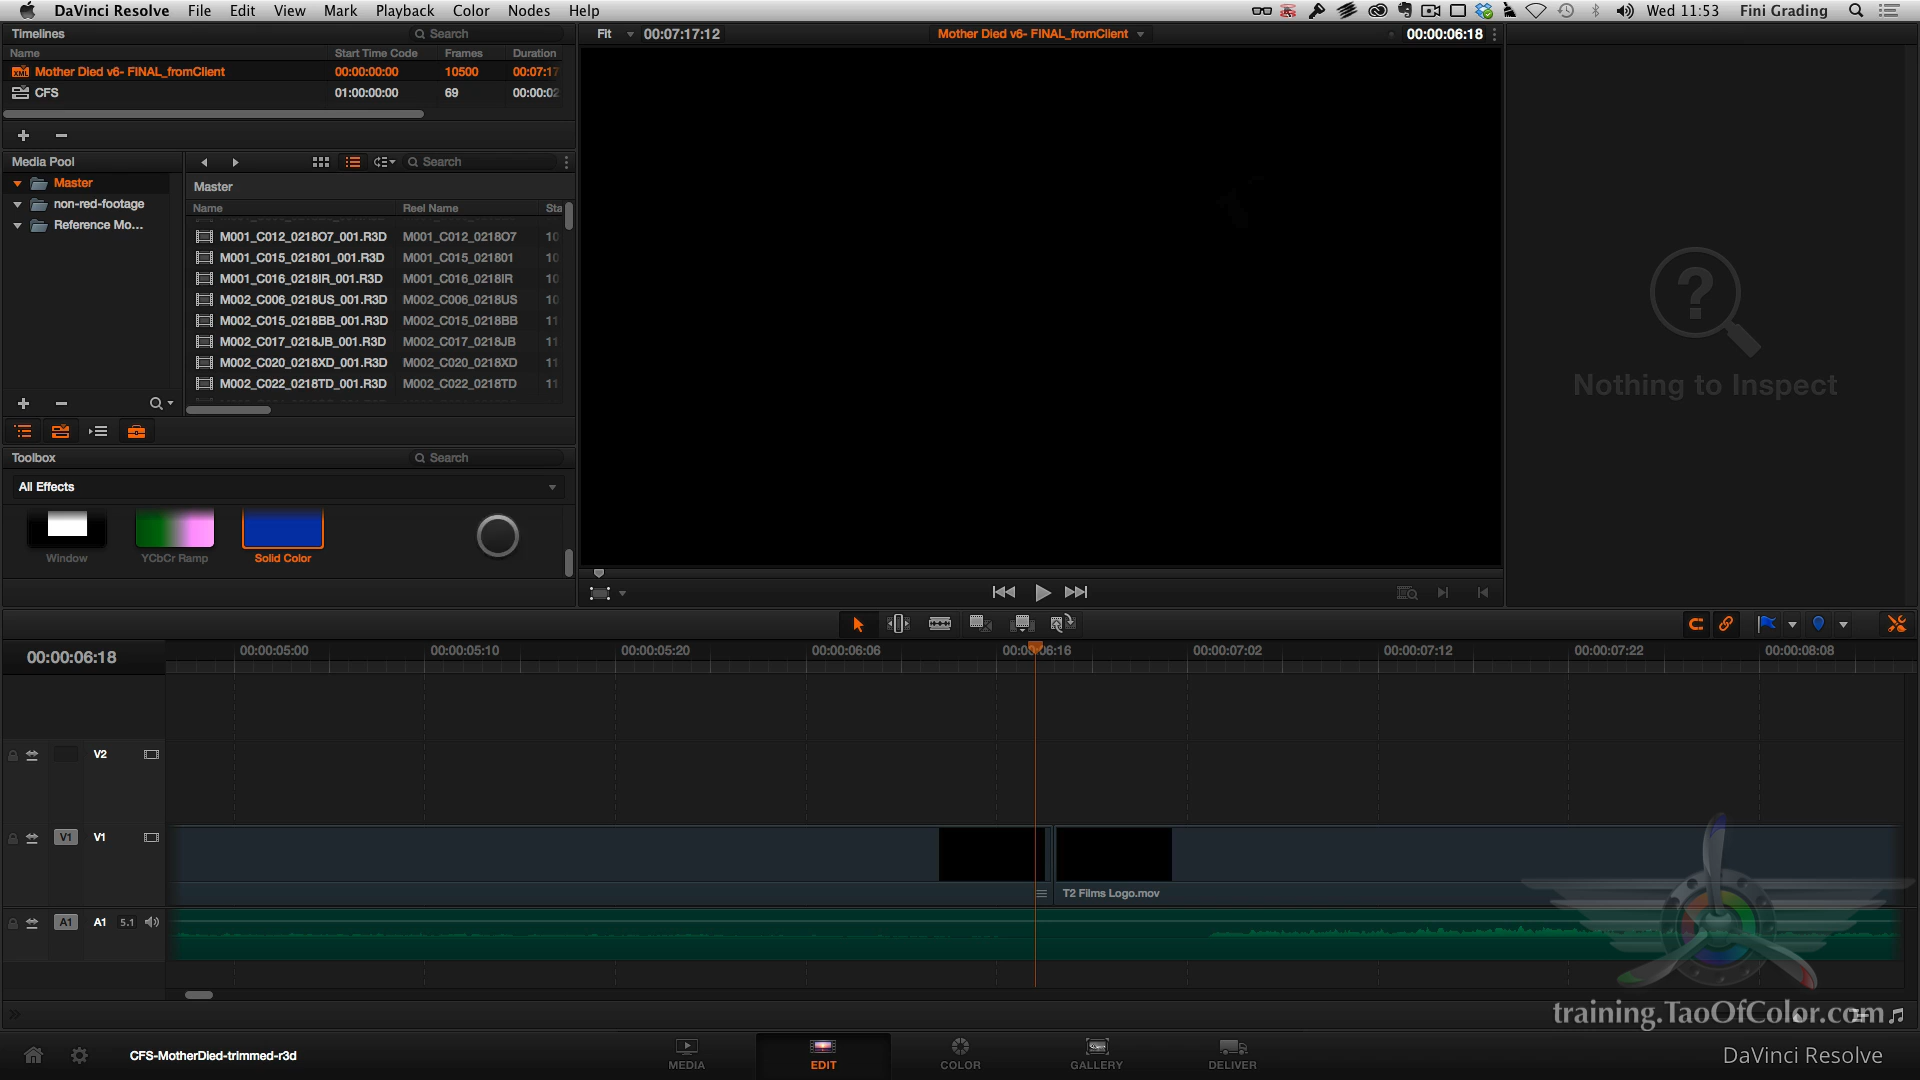 DaVinci Resolve File Edit View Mark Playback Color Nodes Help Wed 11:53 Fini Grading
Timelines Search
Name Start Time Code Frames Duration
Mother Died v6- FINAL_fromClient 00:00:00:00 10500 00:07:17
CFS 01:00:00:00 69 00:00:02
Fit 00:07:17:12 Mother Died v6- FINAL_fromClient 00:00:06:18
Media Pool Search
Master
non-red-footage
Reference Mo...
Master
Name Reel Name Sta
M001_C012_0218O7_001.R3D M001_C012_0218O7 10
M001_C015_021801_001.R3D M001_C015_021801 10
M001_C016_0218IR_001.R3D M001_C016_0218IR 10
M002_C006_0218US_001.R3D M002_C006_0218US 10
M002_C015_0218BB_001.R3D M002_C015_0218BB 11
M002_C017_0218JB_001.R3D M002_C017_0218JB 11
M002_C020_0218XD_001.R3D M002_C020_0218XD 11
M002_C022_0218TD_001.R3D M002_C022_0218TD 11
Nothing to Inspect
Toolbox Search
All Effects
Window YCbCr Ramp Solid Color
00:00:06:18
00:00:05:00 00:00:05:10 00:00:05:20 00:00:06:06 00:00:06:16 00:00:07:02 00:00:07:12 00:00:07:22 00:00:08:08
V2
V1 V1
T2 Films Logo.mov
A1 A1 5.1
training.TaoOfColor.com
CFS-MotherDied-trimmed-r3d
MEDIA EDIT COLOR GALLERY DELIVER
DaVinci Resolve